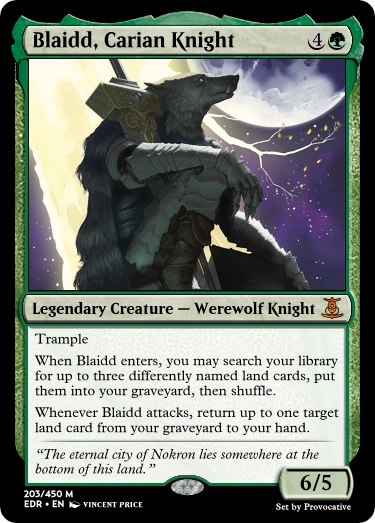 Blaidd, Carian Knight 4
Legendary Creature — Werewolf Knight
Trample
When Blaidd enters, you may search your library
for up to three differently named land cards, put
them into your graveyard, then shuffle.
Whenever Blaidd attacks, return up to one target
land card from your graveyard to your hand.
“The eternal city of Nokron lies somewhere at the
bottom of this land.”
6/5
203/450 M
EDR • EN VINCENT PRICE
Set by Provocative